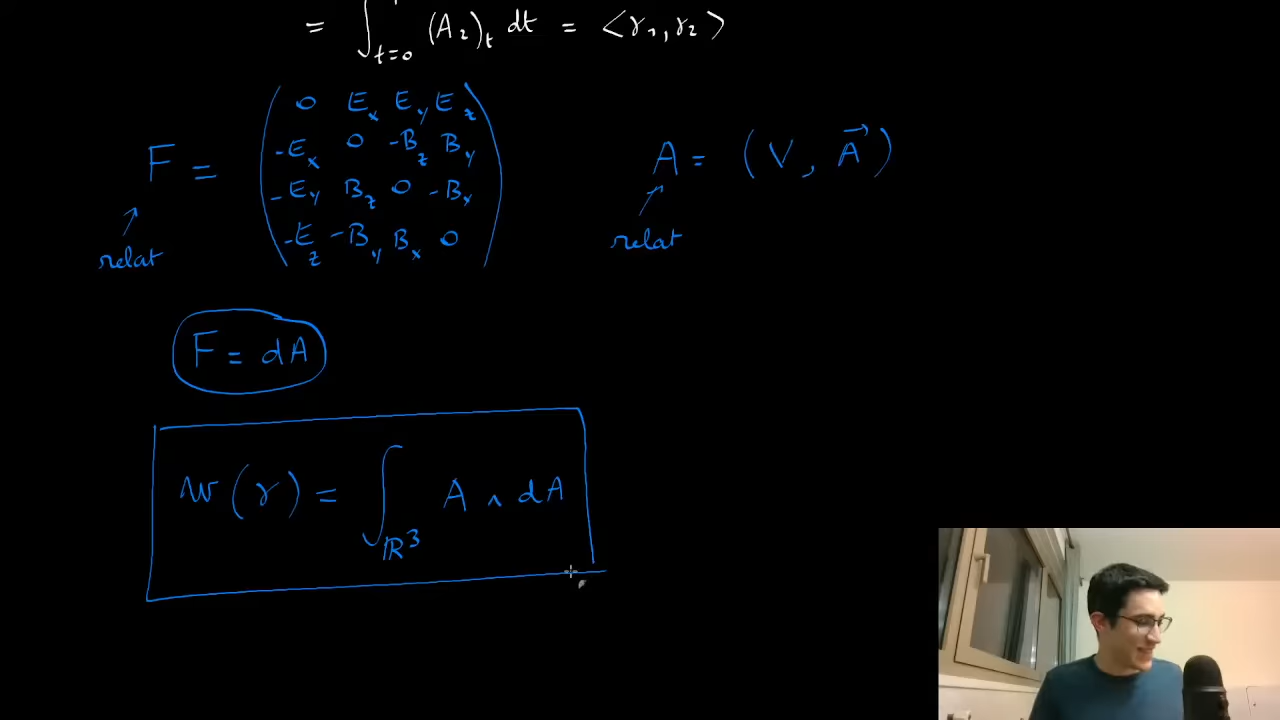 = ∫_{t=0} (A₂)_t dt = <γ₁, γ₂>
F = ( 0 E_x E_y E_z
-E_x 0 -B_z B_y
-E_y B_z 0 -B_x
-E_z -B_y B_x 0 )
A = (V, A⃗)
relat
relat
F = dA
W(γ) = ∫_{ℝ³} A ∧ dA